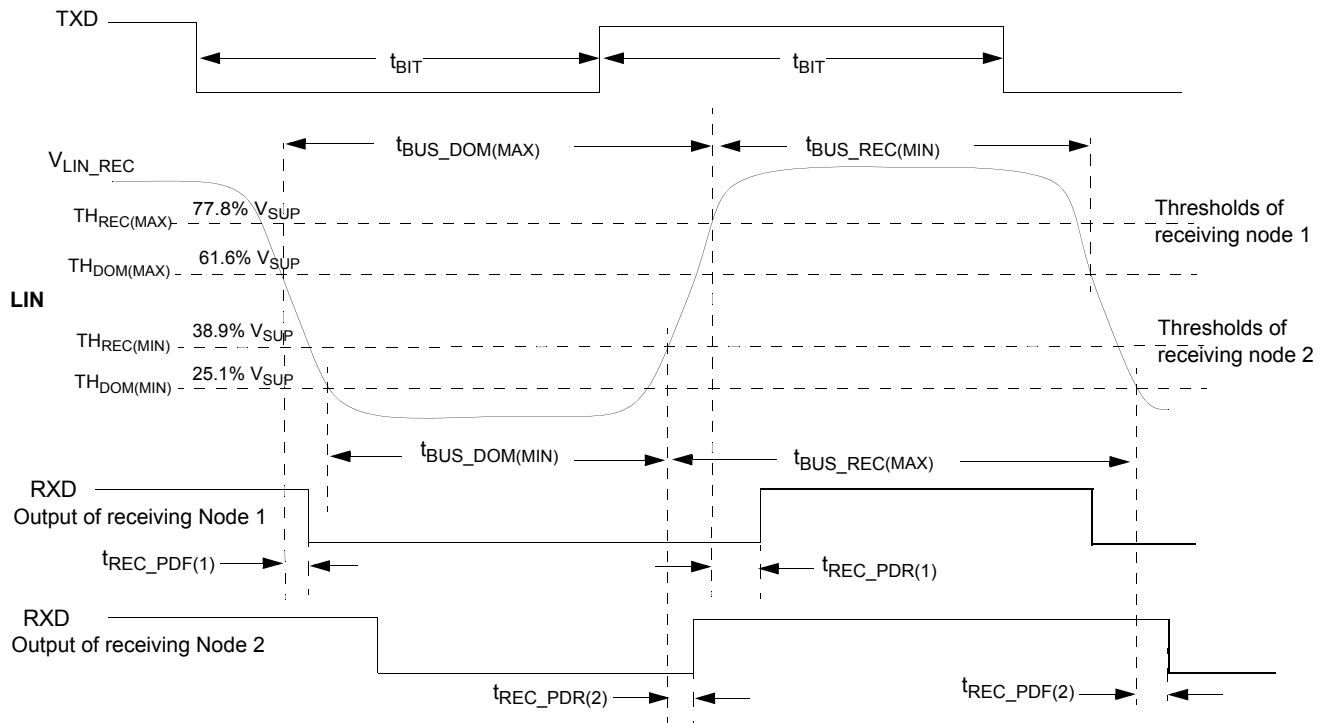 TXD
tBIT
tBIT
tBUS_DOM(MAX)
tBUS_REC(MIN)
VLIN_REC
THREC(MAX) 77.8% VSUP
Thresholds of
receiving node 1
THDOM(MAX) 61.6% VSUP
LIN
THREC(MIN) 38.9% VSUP
Thresholds of
receiving node 2
THDOM(MIN) 25.1% VSUP
tBUS_DOM(MIN)
tBUS_REC(MAX)
RXD
Output of receiving Node 1
tREC_PDF(1)
tREC_PDR(1)
RXD
Output of receiving Node 2
tREC_PDR(2)
tREC_PDF(2)